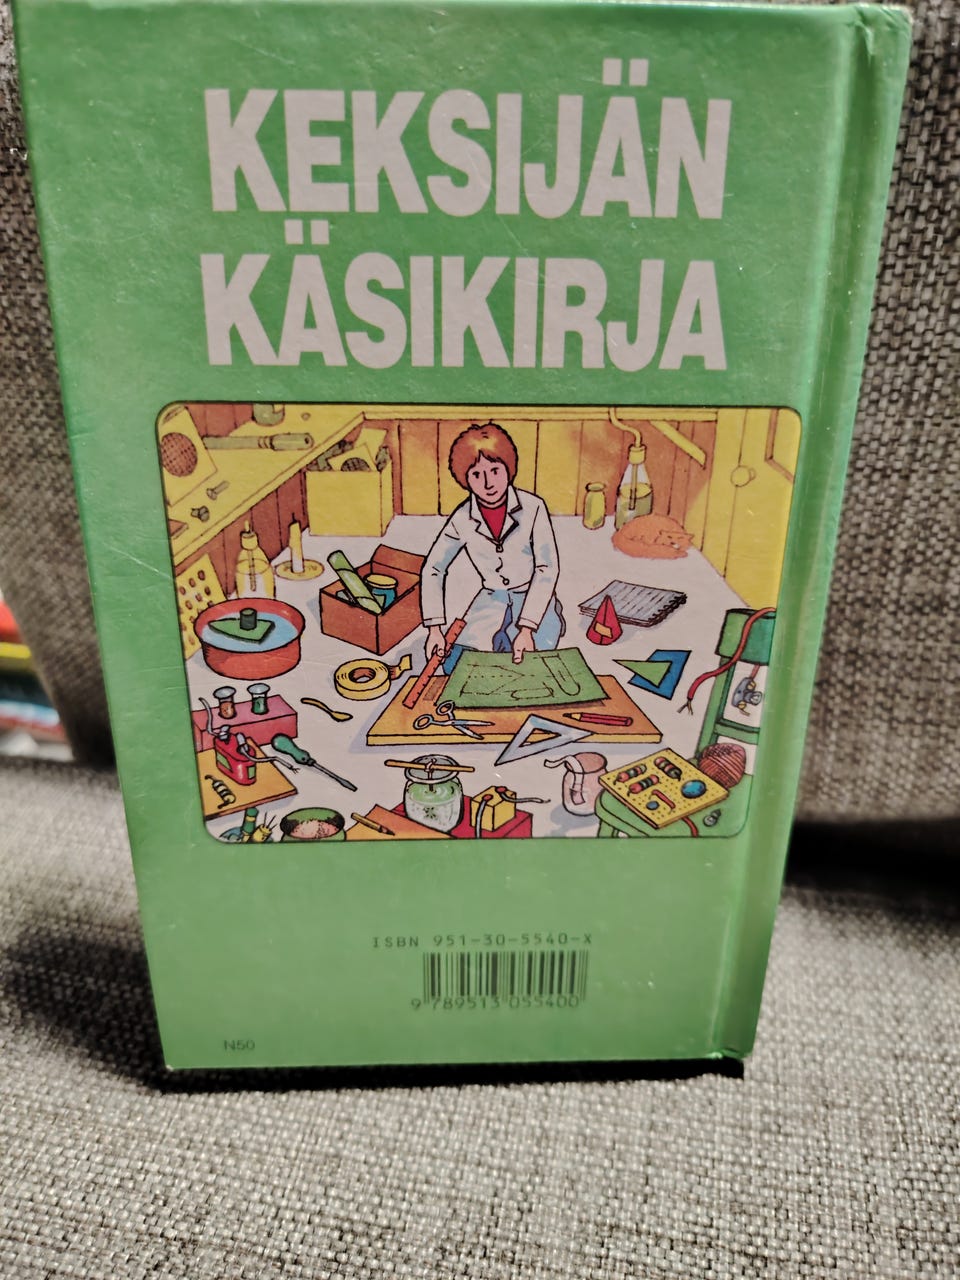 KEKSIJÄN
KÄSIKIRJA
ISBN 951-30-5540-X
9 789513 055400
N50